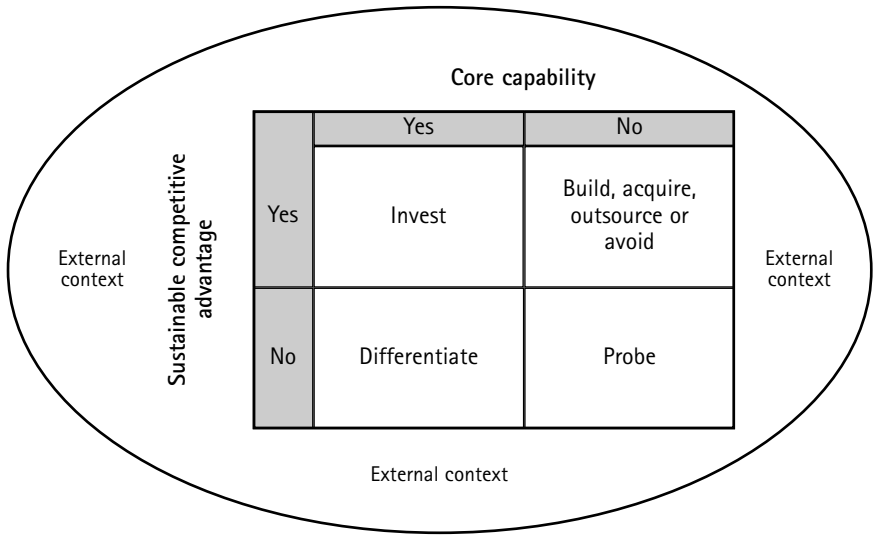 Core capability
Yes
No
Sustainable competitive
advantage
Yes
Invest
Build, acquire,
outsource or
avoid
External
context
External
context
No
Differentiate
Probe
External context